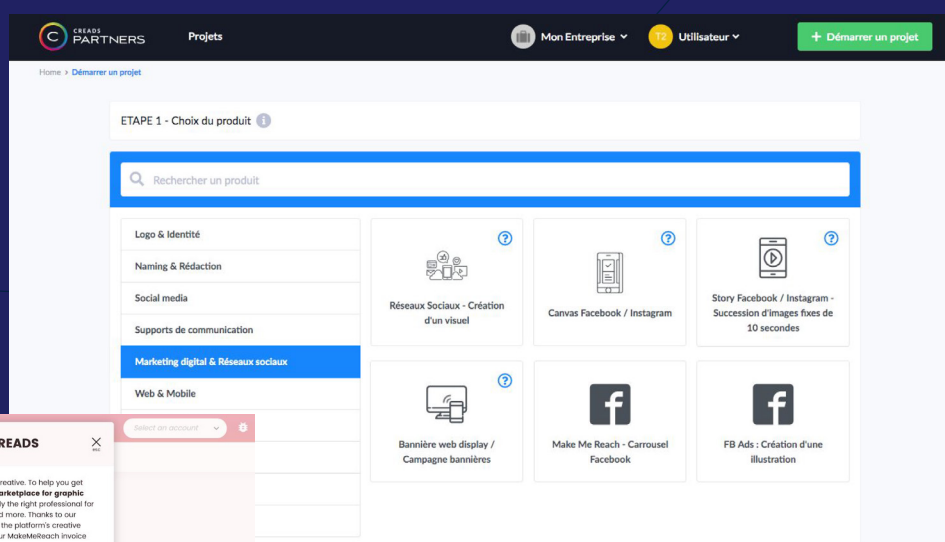 CREADS
PARTNERS
Projets
Mon Entreprise
T2
Utilisateur
+ Démarrer un projet
Home > Démarrer un projet
ETAPE 1 - Choix du produit
Rechercher un produit
Logo & Identité
Naming & Rédaction
Social media
Supports de communication
Marketing digital & Réseaux sociaux
Web & Mobile
Réseaux Sociaux - Création
d'un visuel
Canvas Facebook / Instagram
Story Facebook / Instagram -
Succession d'images fixes de
10 secondes
Bannière web display /
Campagne bannières
Make Me Reach - Carrousel
Facebook
FB Ads : Création d'une
illustration
Select an account
READS
esc
reative. To help you get
arketplace for graphic
ly the right professional for
d more. Thanks to our
the platform's creative
ur MakeMeReach invoice